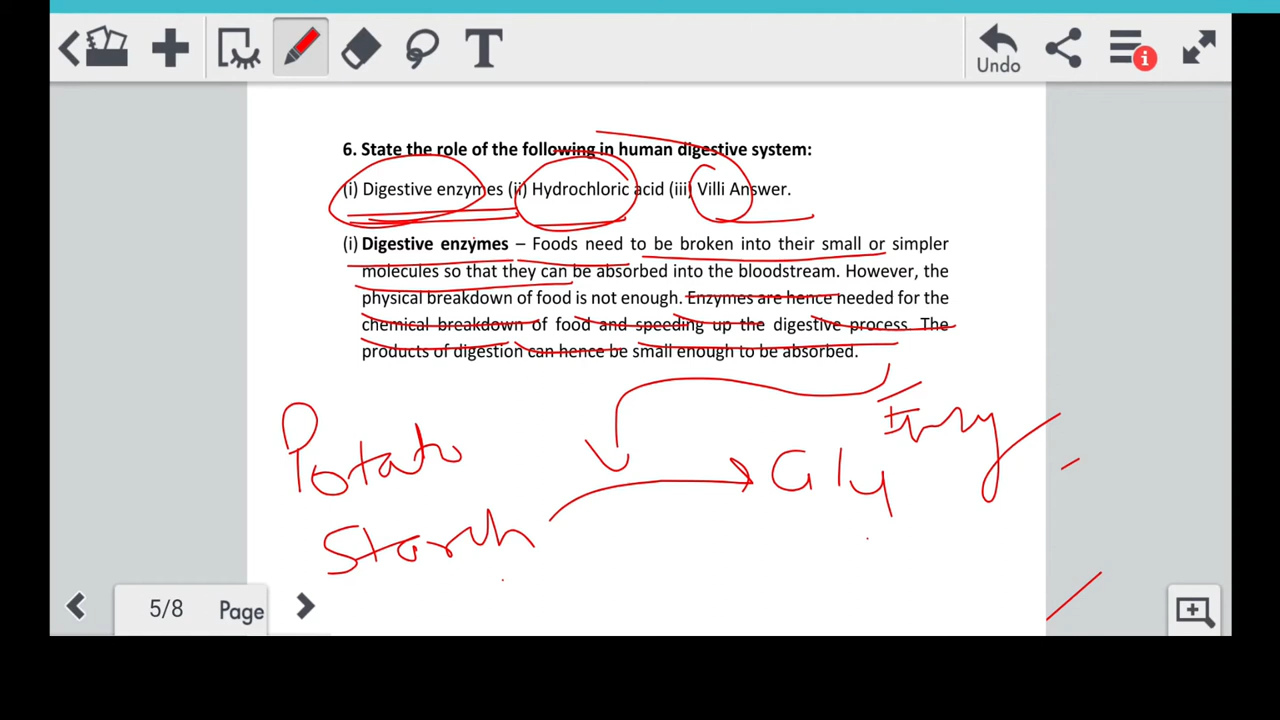 Undo
i
6. State the role of the following in human digestive system:
(i) Digestive enzymes (ii) Hydrochloric acid (iii) Villi Answer.
(i) Digestive enzymes – Foods need to be broken into their small or simpler
molecules so that they can be absorbed into the bloodstream. However, the
physical breakdown of food is not enough. Enzymes are hence needed for the
chemical breakdown of food and speeding up the digestive process. The
products of digestion can hence be small enough to be absorbed.
Enzy
Potato
Gly
Starch
5/8 Page